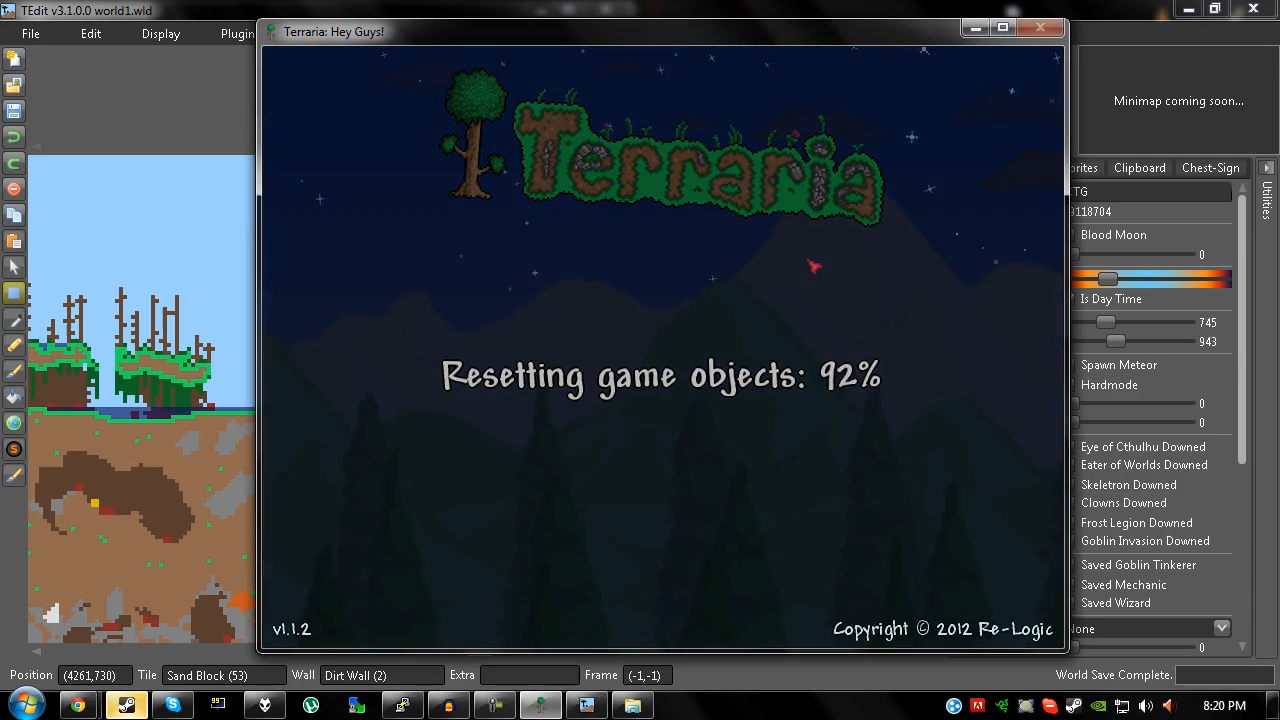 TEdit v3.1.0.0 world1.wld
File Edit Display Plugin
Terraria: Hey Guys!
Terraria
Minimap coming soon...
Clipboard Chest-Sign
Utilities
Blood Moon
0
Is Day Time
745
943
Spawn Meteor
Hardmode
0
0
Resetting game objects: 92%
Eye of Cthulhu Downed
Eater of Worlds Downed
Skeletron Downed
Clowns Downed
Frost Legion Downed
Goblin Invasion Downed
Saved Goblin Tinkerer
Saved Mechanic
Saved Wizard
None
0
v1.1.2
Copyright © 2012 Re-Logic
Position (4261,730) Tile Sand Block (53) Wall Dirt Wall (2) Extra Frame (-1,-1) World Save Complete.
8:20 PM